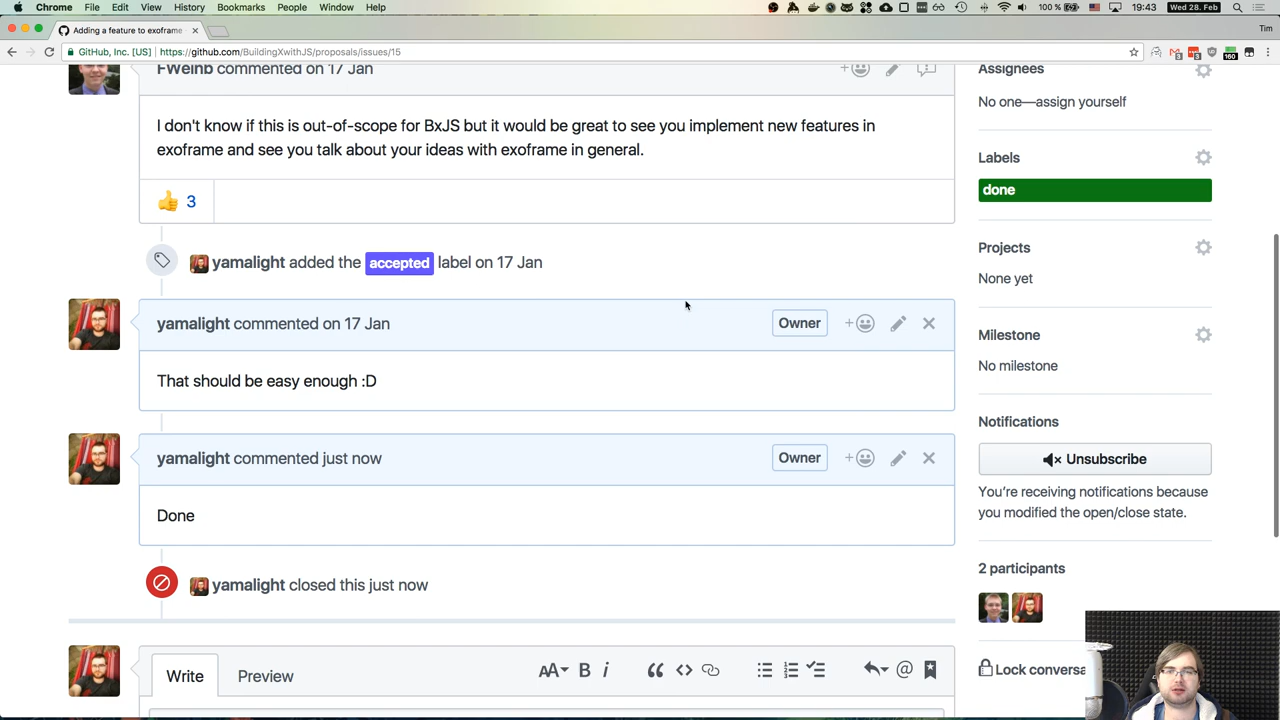 Chrome File Edit View History Bookmarks People Window Help 100 % 19:43 Wed 28. Feb
Adding a feature to exoframe Tim
GitHub, Inc. [US] https://github.com/BuildingXwithJS/proposals/issues/15
FWeinb commented on 17 Jan
I don't know if this is out-of-scope for BxJS but it would be great to see you implement new features in
exoframe and see you talk about your ideas with exoframe in general.
3
yamalight added the accepted label on 17 Jan
yamalight commented on 17 Jan Owner
That should be easy enough :D
yamalight commented just now Owner
Done
yamalight closed this just now
Write Preview AA B i
Assignees
No one—assign yourself
Labels
done
Projects
None yet
Milestone
No milestone
Notifications
Unsubscribe
You're receiving notifications because
you modified the open/close state.
2 participants
Lock conversa